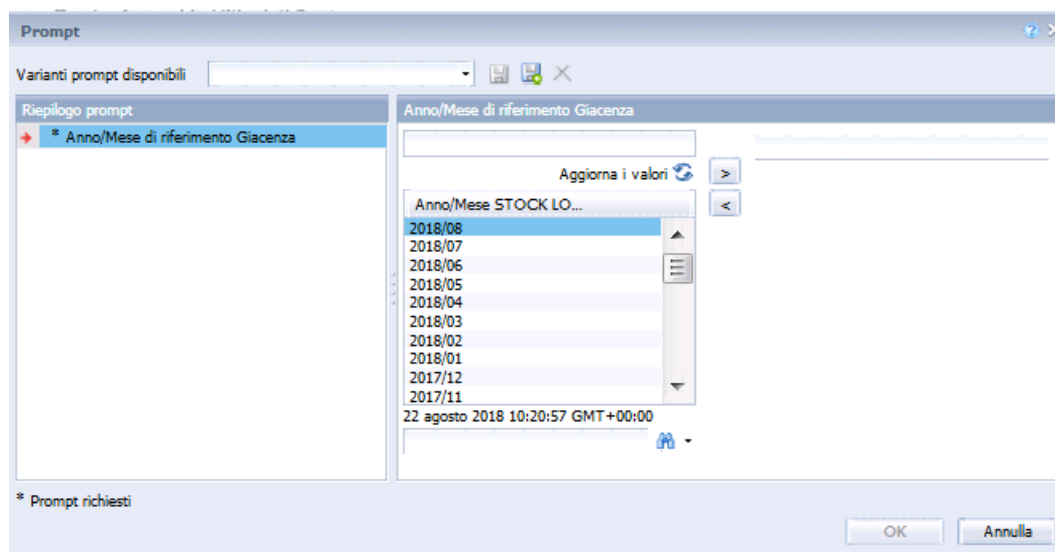 Prompt
Varianti prompt disponibili
Riepilogo prompt
* Anno/Mese di riferimento Giacenza
Anno/Mese di riferimento Giacenza
Aggiorna i valori
>
<
Anno/Mese STOCK LO...
2018/08
2018/07
2018/06
2018/05
2018/04
2018/03
2018/02
2018/01
2017/12
2017/11
22 agosto 2018 10:20:57 GMT+00:00
* Prompt richiesti
OK
Annulla